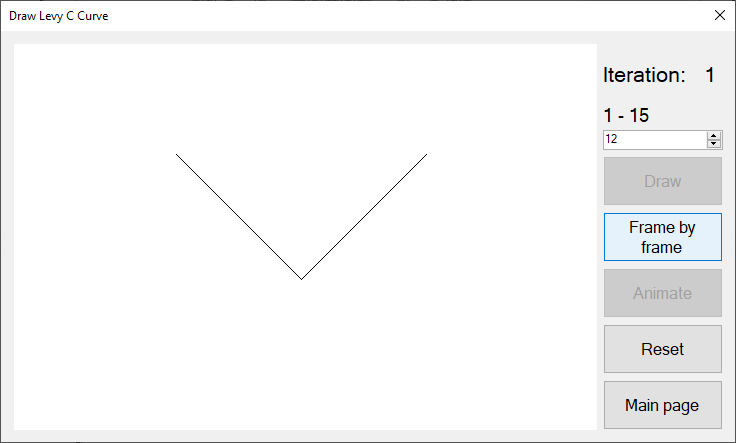 Draw Levy C Curve
Iteration: 1
1 - 15
12
Draw
Frame by
frame
Animate
Reset
Main page